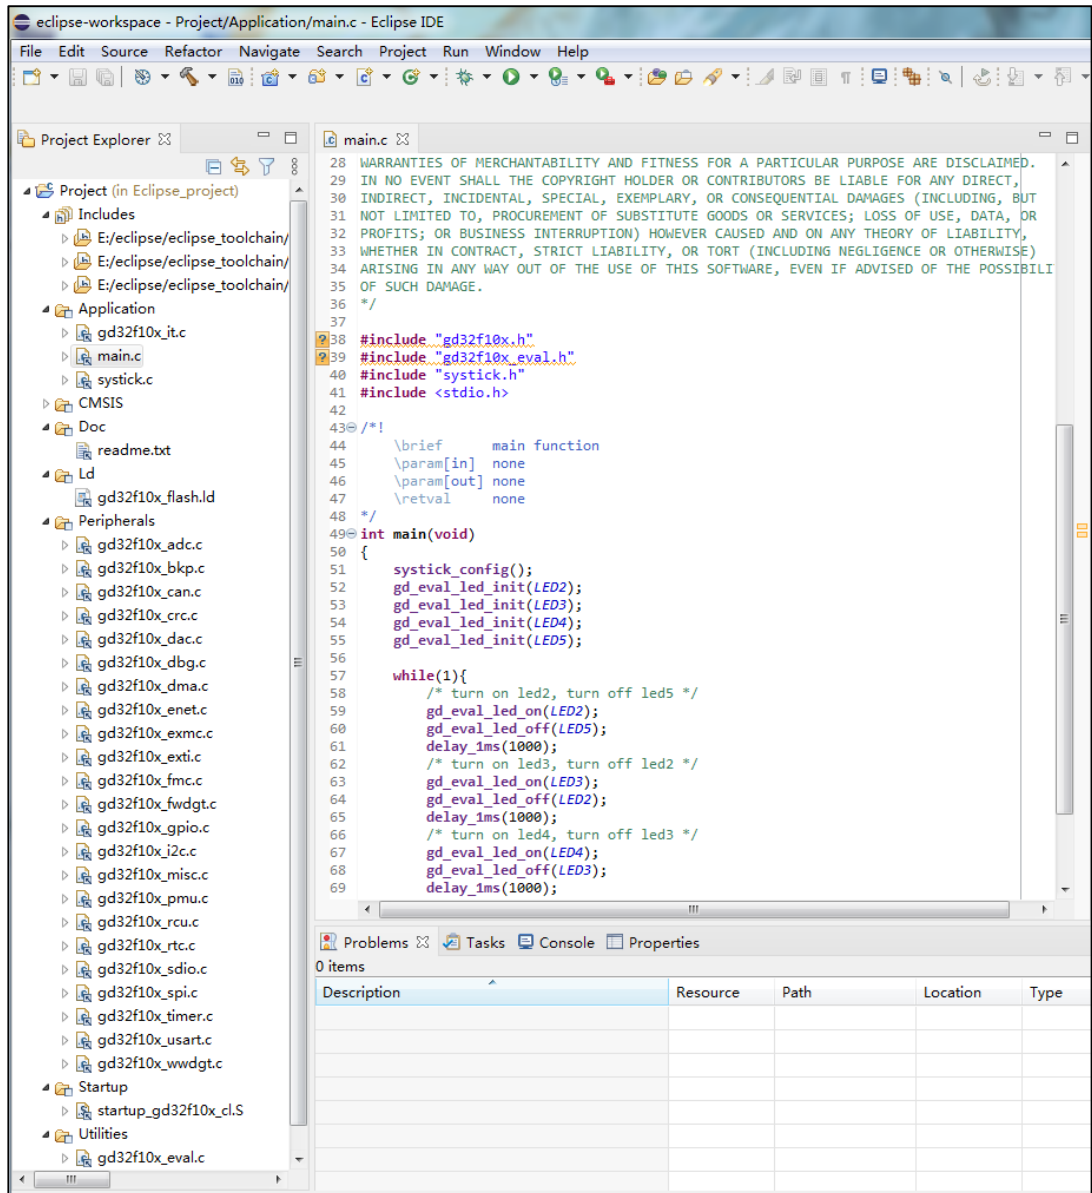 eclipse-workspace - Project/Application/main.c - Eclipse IDE
File Edit Source Refactor Navigate Search Project Run Window Help
Project Explorer
Project (in Eclipse_project)
Includes
E:/eclipse/eclipse_toolchain/
E:/eclipse/eclipse_toolchain/
E:/eclipse/eclipse_toolchain/
Application
gd32f10x_it.c
main.c
systick.c
CMSIS
Doc
readme.txt
Ld
gd32f10x_flash.ld
Peripherals
gd32f10x_adc.c
gd32f10x_bkp.c
gd32f10x_can.c
gd32f10x_crc.c
gd32f10x_dac.c
gd32f10x_dbg.c
gd32f10x_dma.c
gd32f10x_enet.c
gd32f10x_exmc.c
gd32f10x_exti.c
gd32f10x_fmc.c
gd32f10x_fwdgt.c
gd32f10x_gpio.c
gd32f10x_i2c.c
gd32f10x_misc.c
gd32f10x_pmu.c
gd32f10x_rcu.c
gd32f10x_rtc.c
gd32f10x_sdio.c
gd32f10x_spi.c
gd32f10x_timer.c
gd32f10x_usart.c
gd32f10x_wwdgt.c
Startup
startup_gd32f10x_cl.S
Utilities
gd32f10x_eval.c
main.c
28 WARRANTIES OF MERCHANTABILITY AND FITNESS FOR A PARTICULAR PURPOSE ARE DISCLAIMED.
29 IN NO EVENT SHALL THE COPYRIGHT HOLDER OR CONTRIBUTORS BE LIABLE FOR ANY DIRECT,
30 INDIRECT, INCIDENTAL, SPECIAL, EXEMPLARY, OR CONSEQUENTIAL DAMAGES (INCLUDING, BUT
31 NOT LIMITED TO, PROCUREMENT OF SUBSTITUTE GOODS OR SERVICES; LOSS OF USE, DATA, OR
32 PROFITS; OR BUSINESS INTERRUPTION) HOWEVER CAUSED AND ON ANY THEORY OF LIABILITY,
33 WHETHER IN CONTRACT, STRICT LIABILITY, OR TORT (INCLUDING NEGLIGENCE OR OTHERWISE)
34 ARISING IN ANY WAY OUT OF THE USE OF THIS SOFTWARE, EVEN IF ADVISED OF THE POSSIBILI
35 OF SUCH DAMAGE.
36 */
37
38 #include "gd32f10x.h"
39 #include "gd32f10x_eval.h"
40 #include "systick.h"
41 #include <stdio.h>
42
43 /*!
44 \brief main function
45 \param[in] none
46 \param[out] none
47 \retval none
48 */
49 int main(void)
50 {
51 systick_config();
52 gd_eval_led_init(LED2);
53 gd_eval_led_init(LED3);
54 gd_eval_led_init(LED4);
55 gd_eval_led_init(LED5);
56
57 while(1){
58 /* turn on led2, turn off led5 */
59 gd_eval_led_on(LED2);
60 gd_eval_led_off(LED5);
61 delay_1ms(1000);
62 /* turn on led3, turn off led2 */
63 gd_eval_led_on(LED3);
64 gd_eval_led_off(LED2);
65 delay_1ms(1000);
66 /* turn on led4, turn off led3 */
67 gd_eval_led_on(LED4);
68 gd_eval_led_off(LED3);
69 delay_1ms(1000);
Problems Tasks Console Properties
0 items
Description Resource Path Location Type